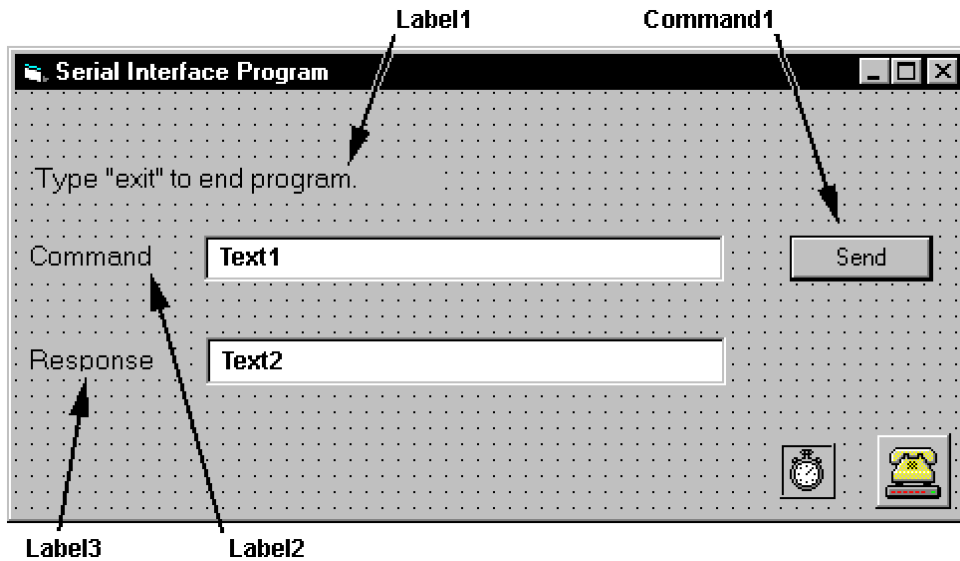 Label1 Command1
Serial Interface Program
Type "exit" to end program.
Command Text1 Send
Response Text2
Label3 Label2